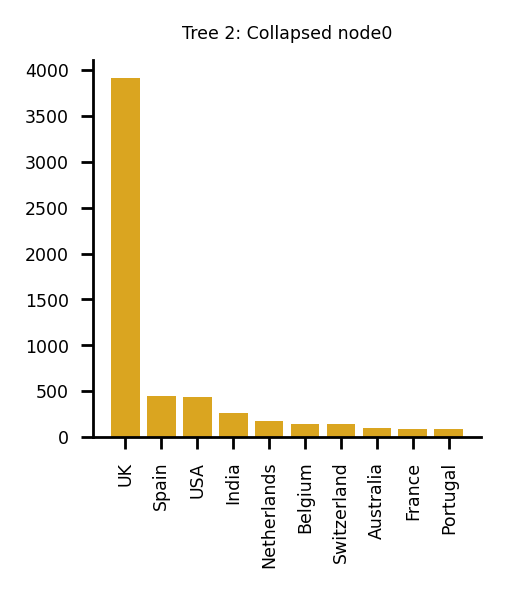 Tree 2: Collapsed node0
4000
3500
3000
2500
2000
1500
1000
500
0
UK
Spain
USA
India
Netherlands
Belgium
Switzerland
Australia
France
Portugal